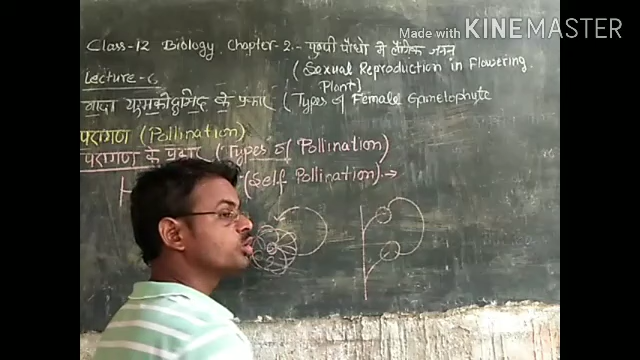 Made with KINEMASTER
Class-12 Biology Chapter-2.- पुष्पी पौधो मे लैंगिक जनन
(Sexual Reproduction in Flowering
Plant)
Lecture-6
मादा युग्मकोद्भिद के प्रकार (Types of Female Gametophyte
परागण (Pollination)
परागण के प्रकार (Types of Pollination)
(Self Pollination) →